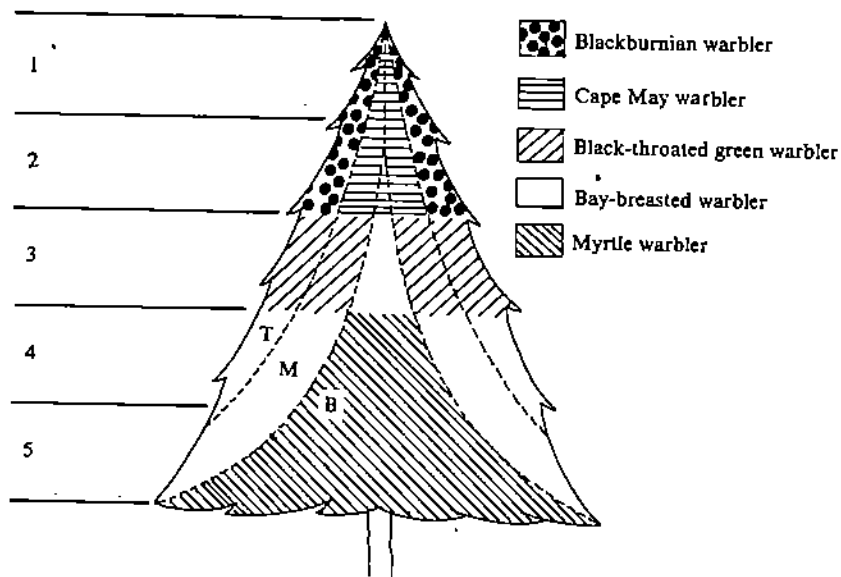 1
2
3
4
5
T
T
M
B
Blackburnian warbler
Cape May warbler
Black-throated green warbler
Bay-breasted warbler
Myrtle warbler